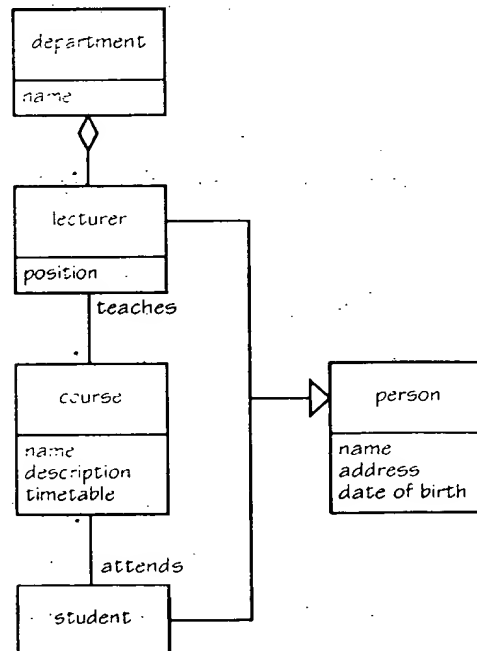 department
name
lecturer
position
teaches
course
name
description
timetable
attends
student
person
name
address
date of birth